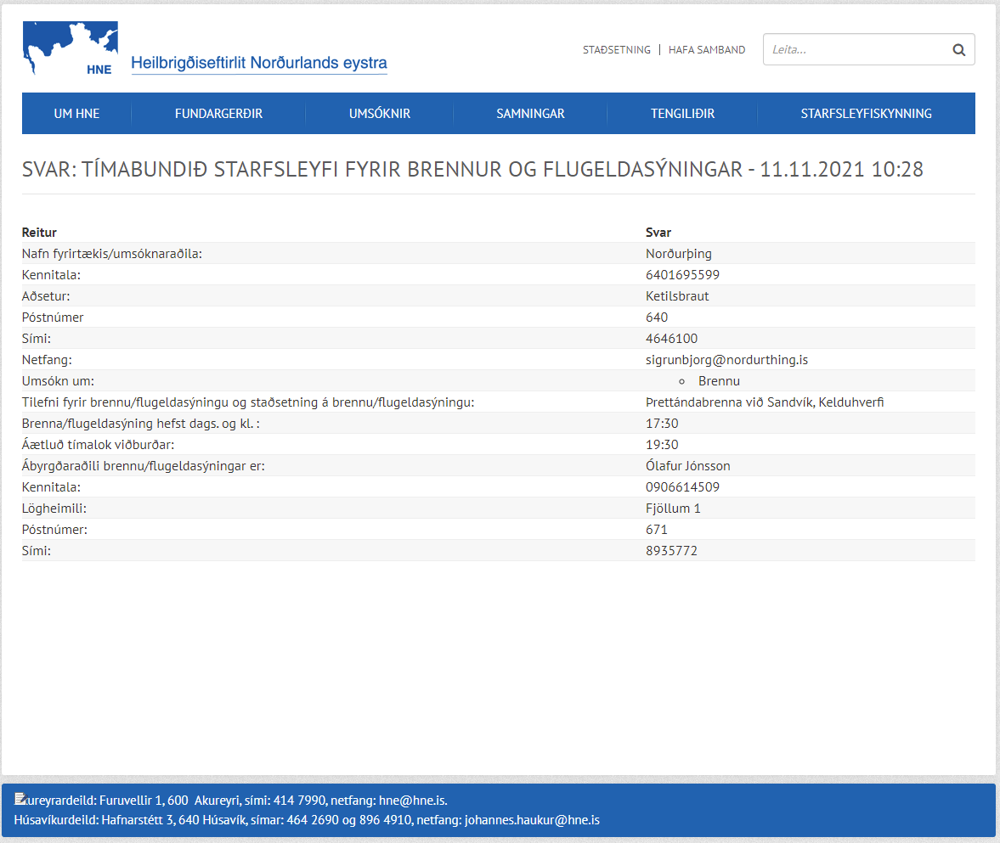 HNE
Heilbrigðiseftirlit Norðurlands eystra
STAÐSETNING | HAFA SAMBAND
Leita...
UM HNE FUNDARGERÐIR UMSÓKNIR SAMNINGAR TENGILIÐIR STARFSLEYFISKYNNING
SVAR: TÍMABUNDIÐ STARFSLEYFI FYRIR BRENNUR OG FLUGELDASÝNINGAR - 11.11.2021 10:28
Reitur Svar
Nafn fyrirtækis/umsóknaraðila: Norðurþing
Kennitala: 6401695599
Aðsetur: Ketilsbraut
Póstnúmer 640
Sími: 4646100
Netfang: sigrunbjorg@nordurthing.is
Umsókn um: Brennu
Tilefni fyrir brennu/flugeldasýningu og staðsetning á brennu/flugeldasýningu: Þrettándabrenna við Sandvík, Kelduhverfi
Brenna/flugeldasýning hefst dags. og kl. : 17:30
Áætluð tímalok viðburðar: 19:30
Ábyrgðaraðili brennu/flugeldasýningar er: Ólafur Jónsson
Kennitala: 0906614509
Lögheimili: Fjöllum 1
Póstnúmer: 671
Sími: 8935772
ureyrardeild: Furuvellir 1, 600 Akureyri, sími: 414 7990, netfang: hne@hne.is.
Húsavíkurdeild: Hafnarstétt 3, 640 Húsavík, símar: 464 2690 og 896 4910, netfang: johannes.haukur@hne.is